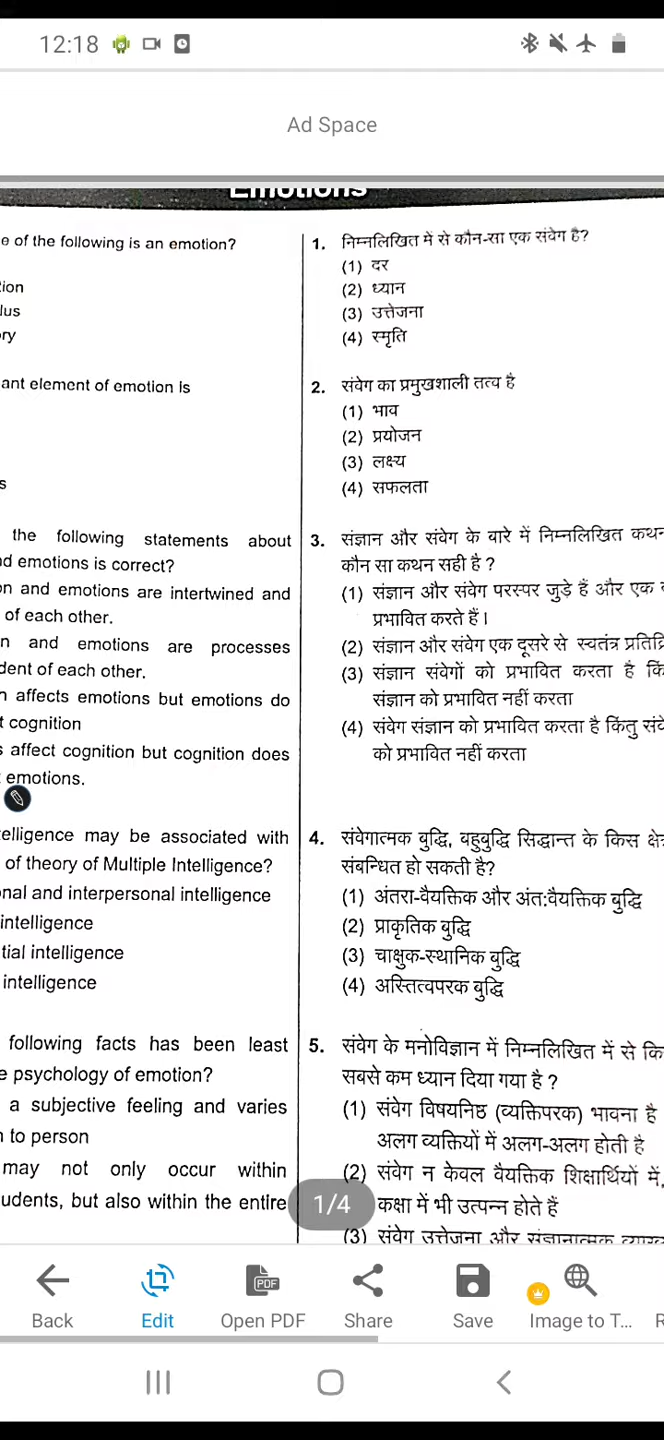 12:18
Ad Space
Emotions
e of the following is an emotion?
ion
lus
ry
ant element of emotion is
s
the following statements about
d emotions is correct?
n and emotions are intertwined and
of each other.
n and emotions are processes
dent of each other.
n affects emotions but emotions do
t cognition
s affect cognition but cognition does
emotions.
elligence may be associated with
of theory of Multiple Intelligence?
nal and interpersonal intelligence
intelligence
tial intelligence
intelligence
following facts has been least
e psychology of emotion?
a subjective feeling and varies
to person
may not only occur within
udents, but also within the entire
1. निम्नलिखित में से कौन-सा एक संवेग है?
(1) दर
(2) ध्यान
(3) उत्तेजना
(4) स्मृति
2. संवेग का प्रमुखशाली तत्व है
(1) भाव
(2) प्रयोजन
(3) लक्ष्य
(4) सफलता
3. संज्ञान और संवेग के बारे में निम्नलिखित कथन
कौन सा कथन सही है ?
(1) संज्ञान और संवेग परस्पर जुड़े हैं और एक
प्रभावित करते हैं।
(2) संज्ञान और संवेग एक दूसरे से स्वतंत्र
(3) संज्ञान संवेगों को प्रभावित करता है
संज्ञान को प्रभावित नहीं करता
(4) संवेग संज्ञान को प्रभावित करता है किंतु
को प्रभावित नहीं करता
4. संवेगात्मक बुद्धि, बहुबुद्धि सिद्धान्त के किस
संबन्धित हो सकती है?
(1) अंतरा-वैयक्तिक और अंत:वैयक्तिक बुद्धि
(2) प्राकृतिक बुद्धि
(3) चाक्षुक-स्थानिक बुद्धि
(4) अस्तित्वपरक बुद्धि
5. संवेग के मनोविज्ञान में निम्नलिखित में से
सबसे कम ध्यान दिया गया है ?
(1) संवेग विषयनिष्ठ (व्यक्तिपरक) भावना है
अलग व्यक्तियों में अलग-अलग होती है
(2) संवेग न केवल वैयक्तिक शिक्षार्थियों में,
कक्षा में भी उत्पन्न होते हैं
(3) संवेग उत्तेजना और संज्ञानात्मक
1/4
PDF
Back Edit Open PDF Share Save Image to T...